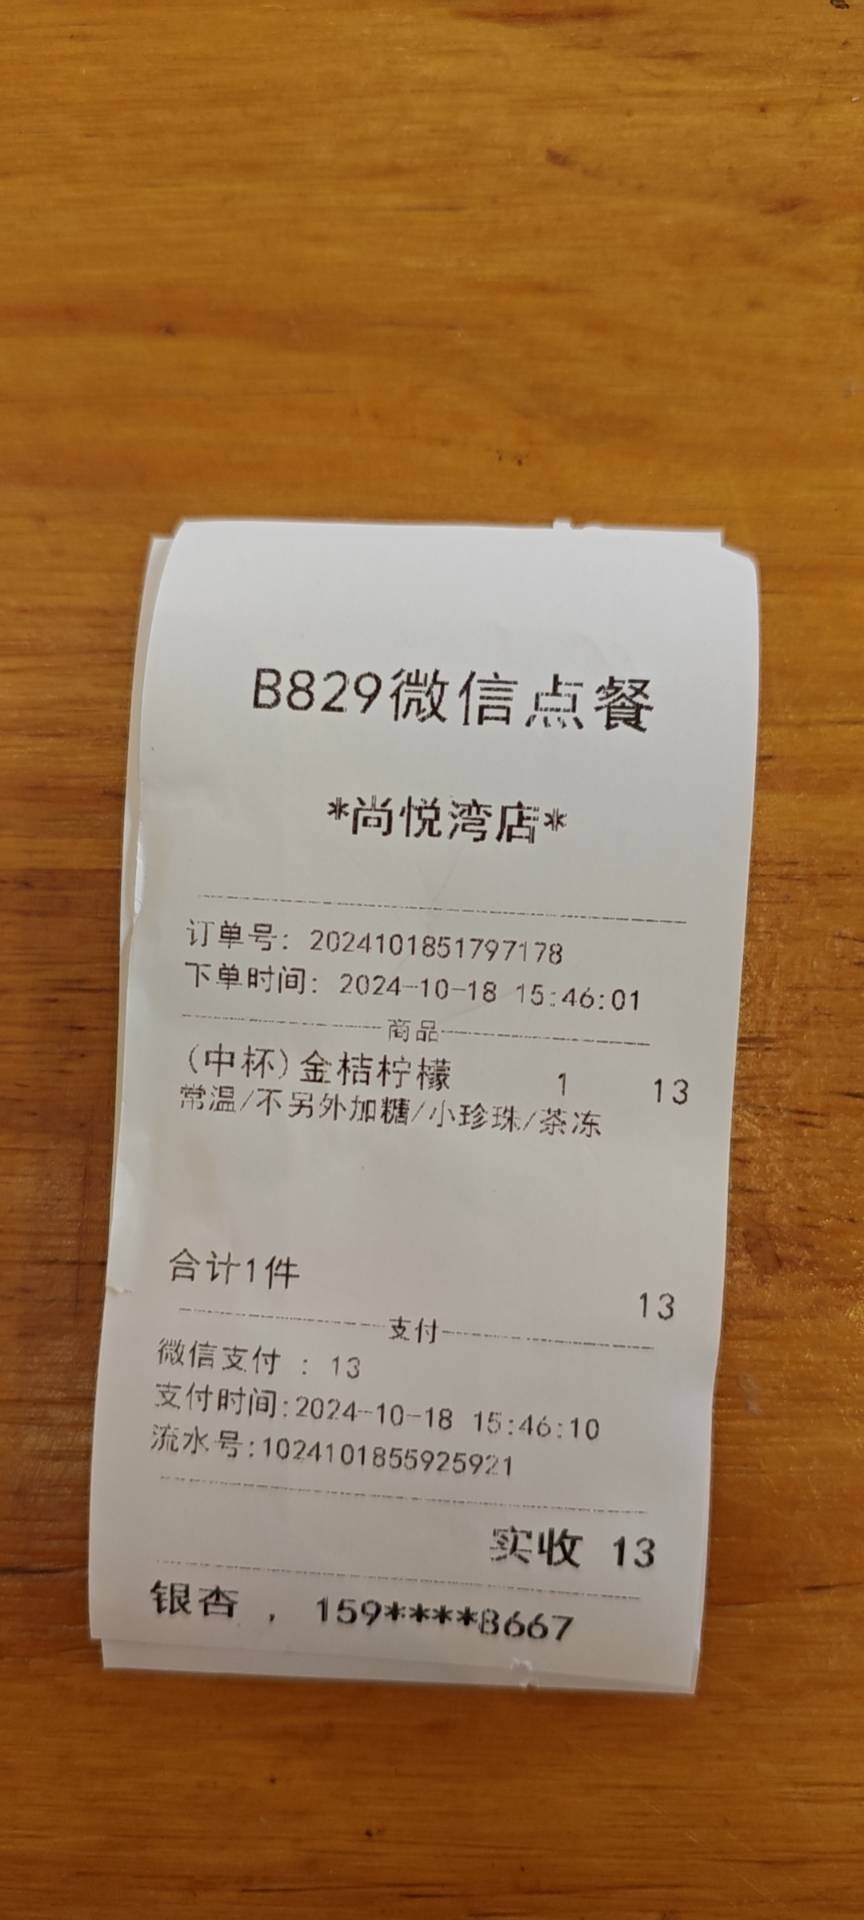 B829微信点餐
*尚悦湾店*
订单号: 2024101851797178
下单时间: 2024-10-18 15:46:01
商品
(中杯)金桔柠檬 1 13
常温/不另外加糖/小珍珠/茶冻
合计1件 13
支付
微信支付 : 13
支付时间:2024-10-18 15:46:10
流水号:1024101855925921
实收 13
银杏 , 159****8667